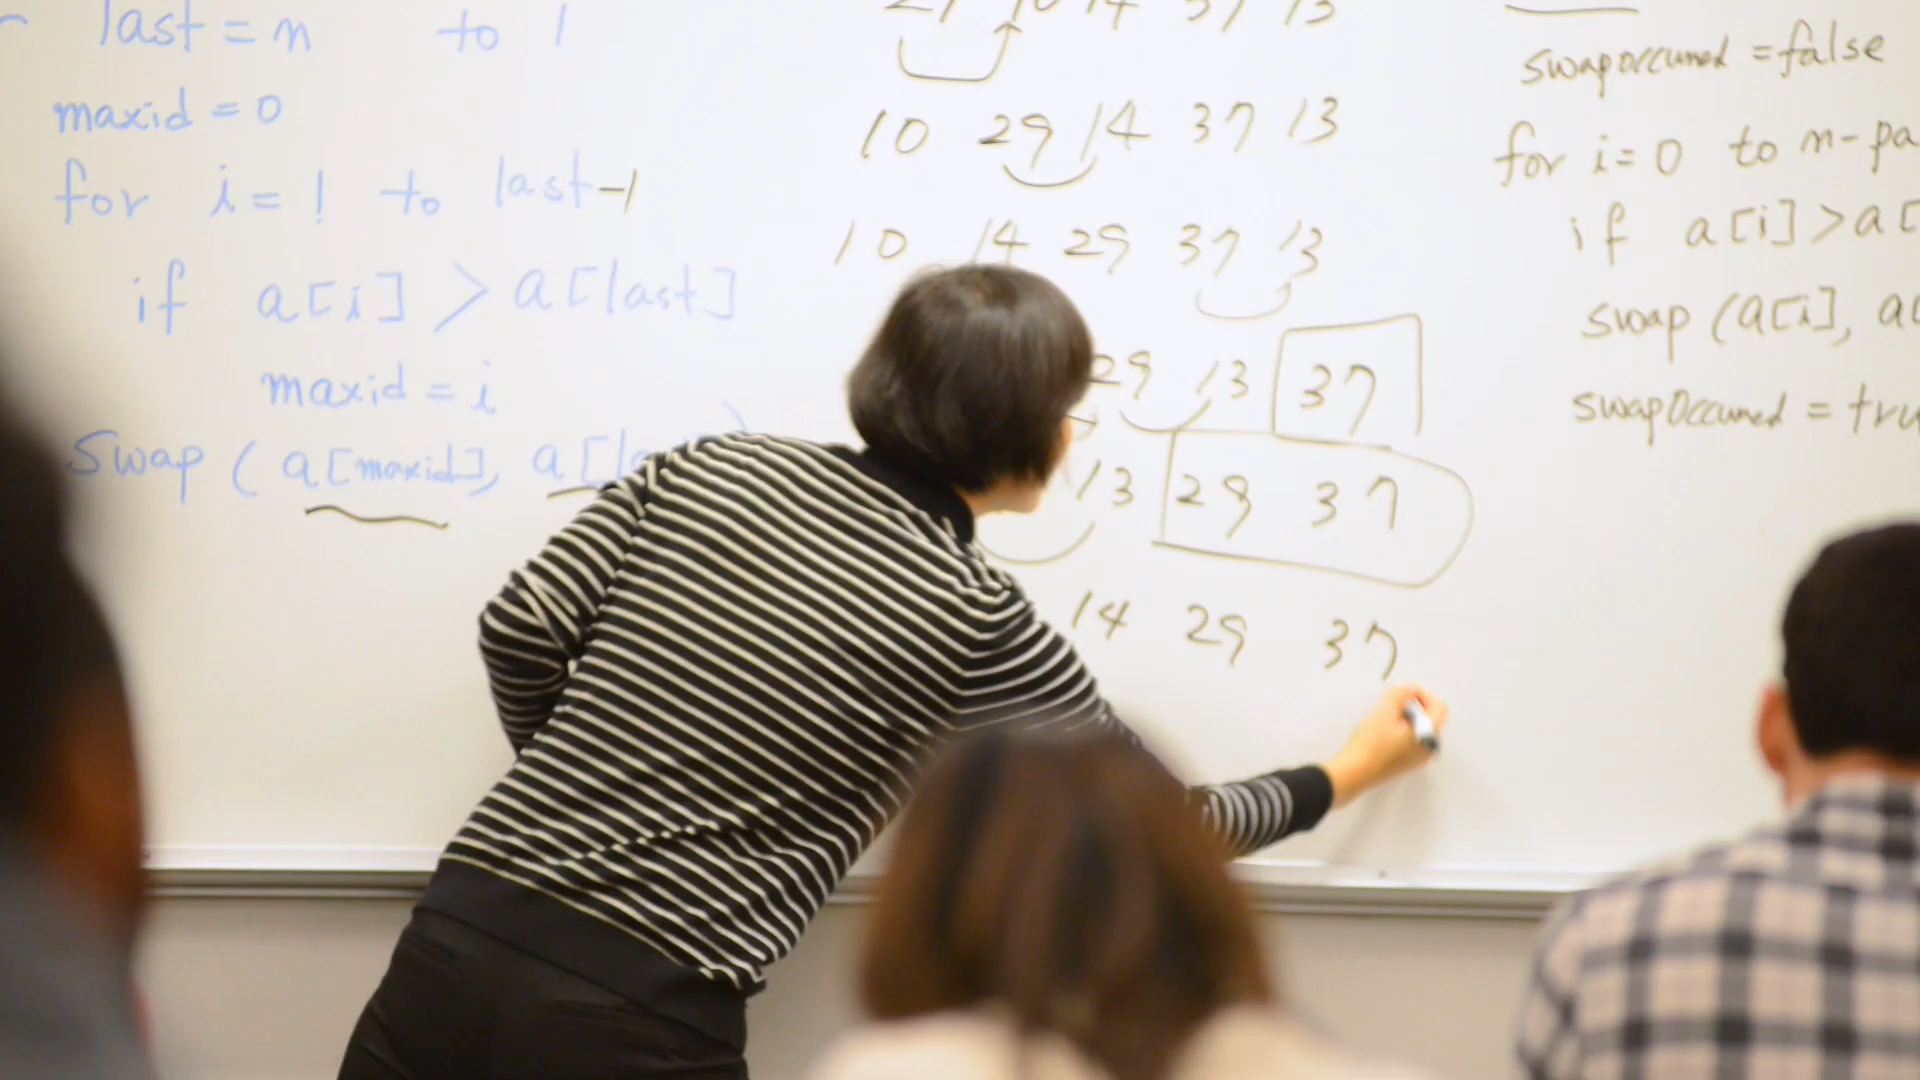 last = n to 1
maxid = 0
for i = 1 to last-1
if a[i] > a[last]
maxid = i
swap (a[maxid], a[la
29 10 14 37 13
10 29 14 37 13
10 14 29 37 13
29 13 37
13 29 37
14 29 37
swapOccurred = false
for i = 0 to n-pa
if a[i] > a[
swap (a[i], a[
swapOccurred = tru